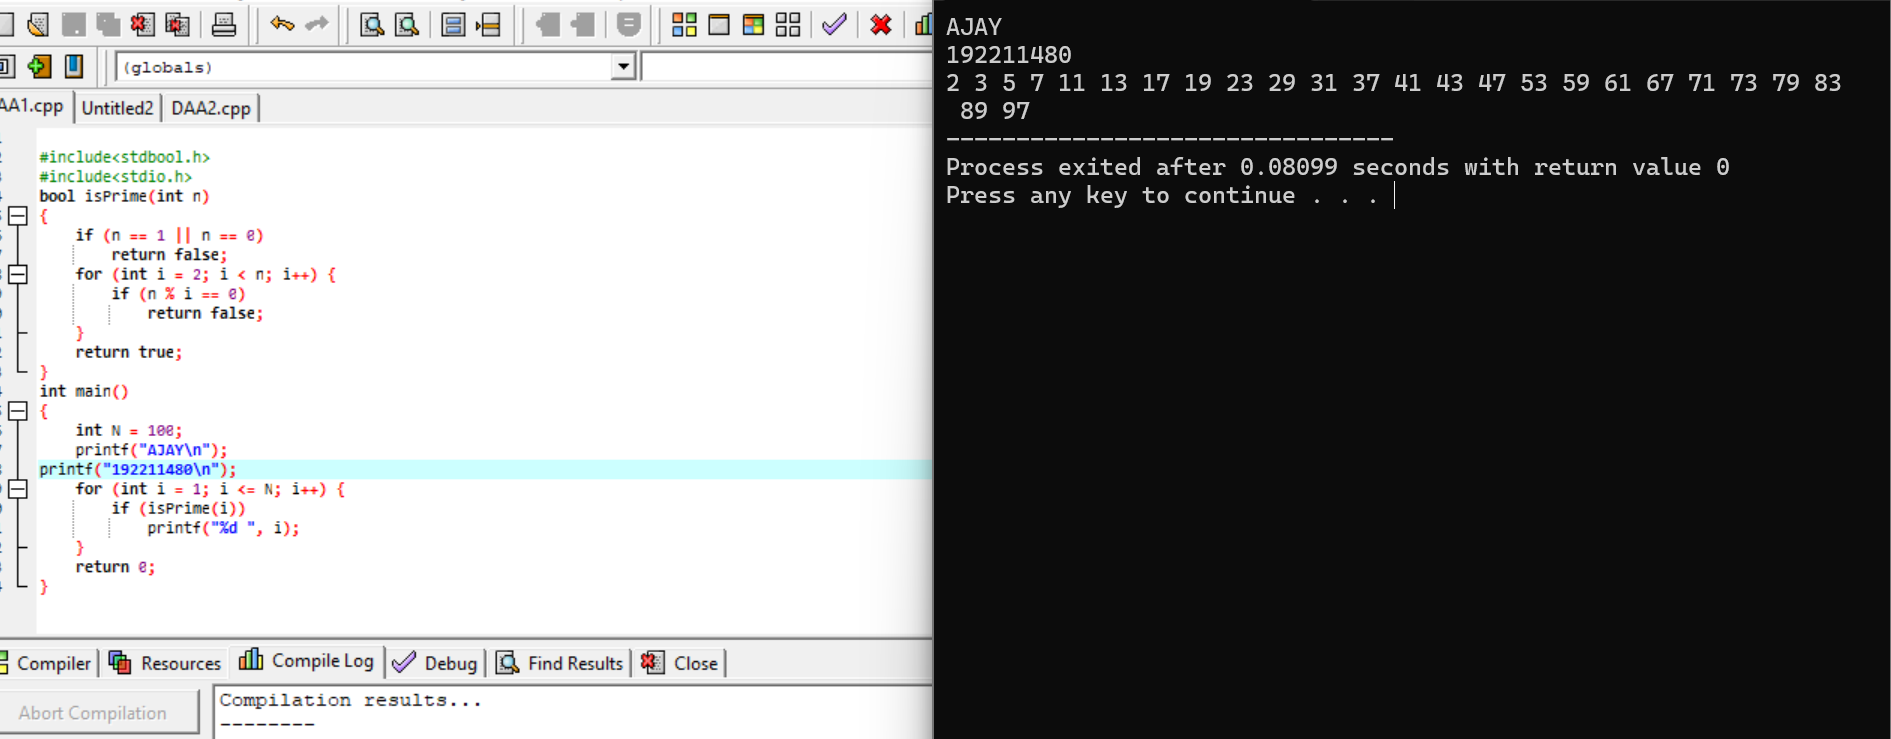 (globals)
AA1.cpp Untitled2 DAA2.cpp
#include<stdbool.h>
#include<stdio.h>
bool isPrime(int n)
{
if (n == 1 || n == 0)
return false;
for (int i = 2; i < n; i++) {
if (n % i == 0)
return false;
}
return true;
}
int main()
{
int N = 100;
printf("AJAY\n");
printf("192211480\n");
for (int i = 1; i <= N; i++) {
if (isPrime(i))
printf("%d ", i);
}
return 0;
}
Compiler Resources Compile Log Debug Find Results Close
Abort Compilation
Compilation results...
--------
AJAY
192211480
2 3 5 7 11 13 17 19 23 29 31 37 41 43 47 53 59 61 67 71 73 79 83
89 97
--------------------------------
Process exited after 0.08099 seconds with return value 0
Press any key to continue . . .